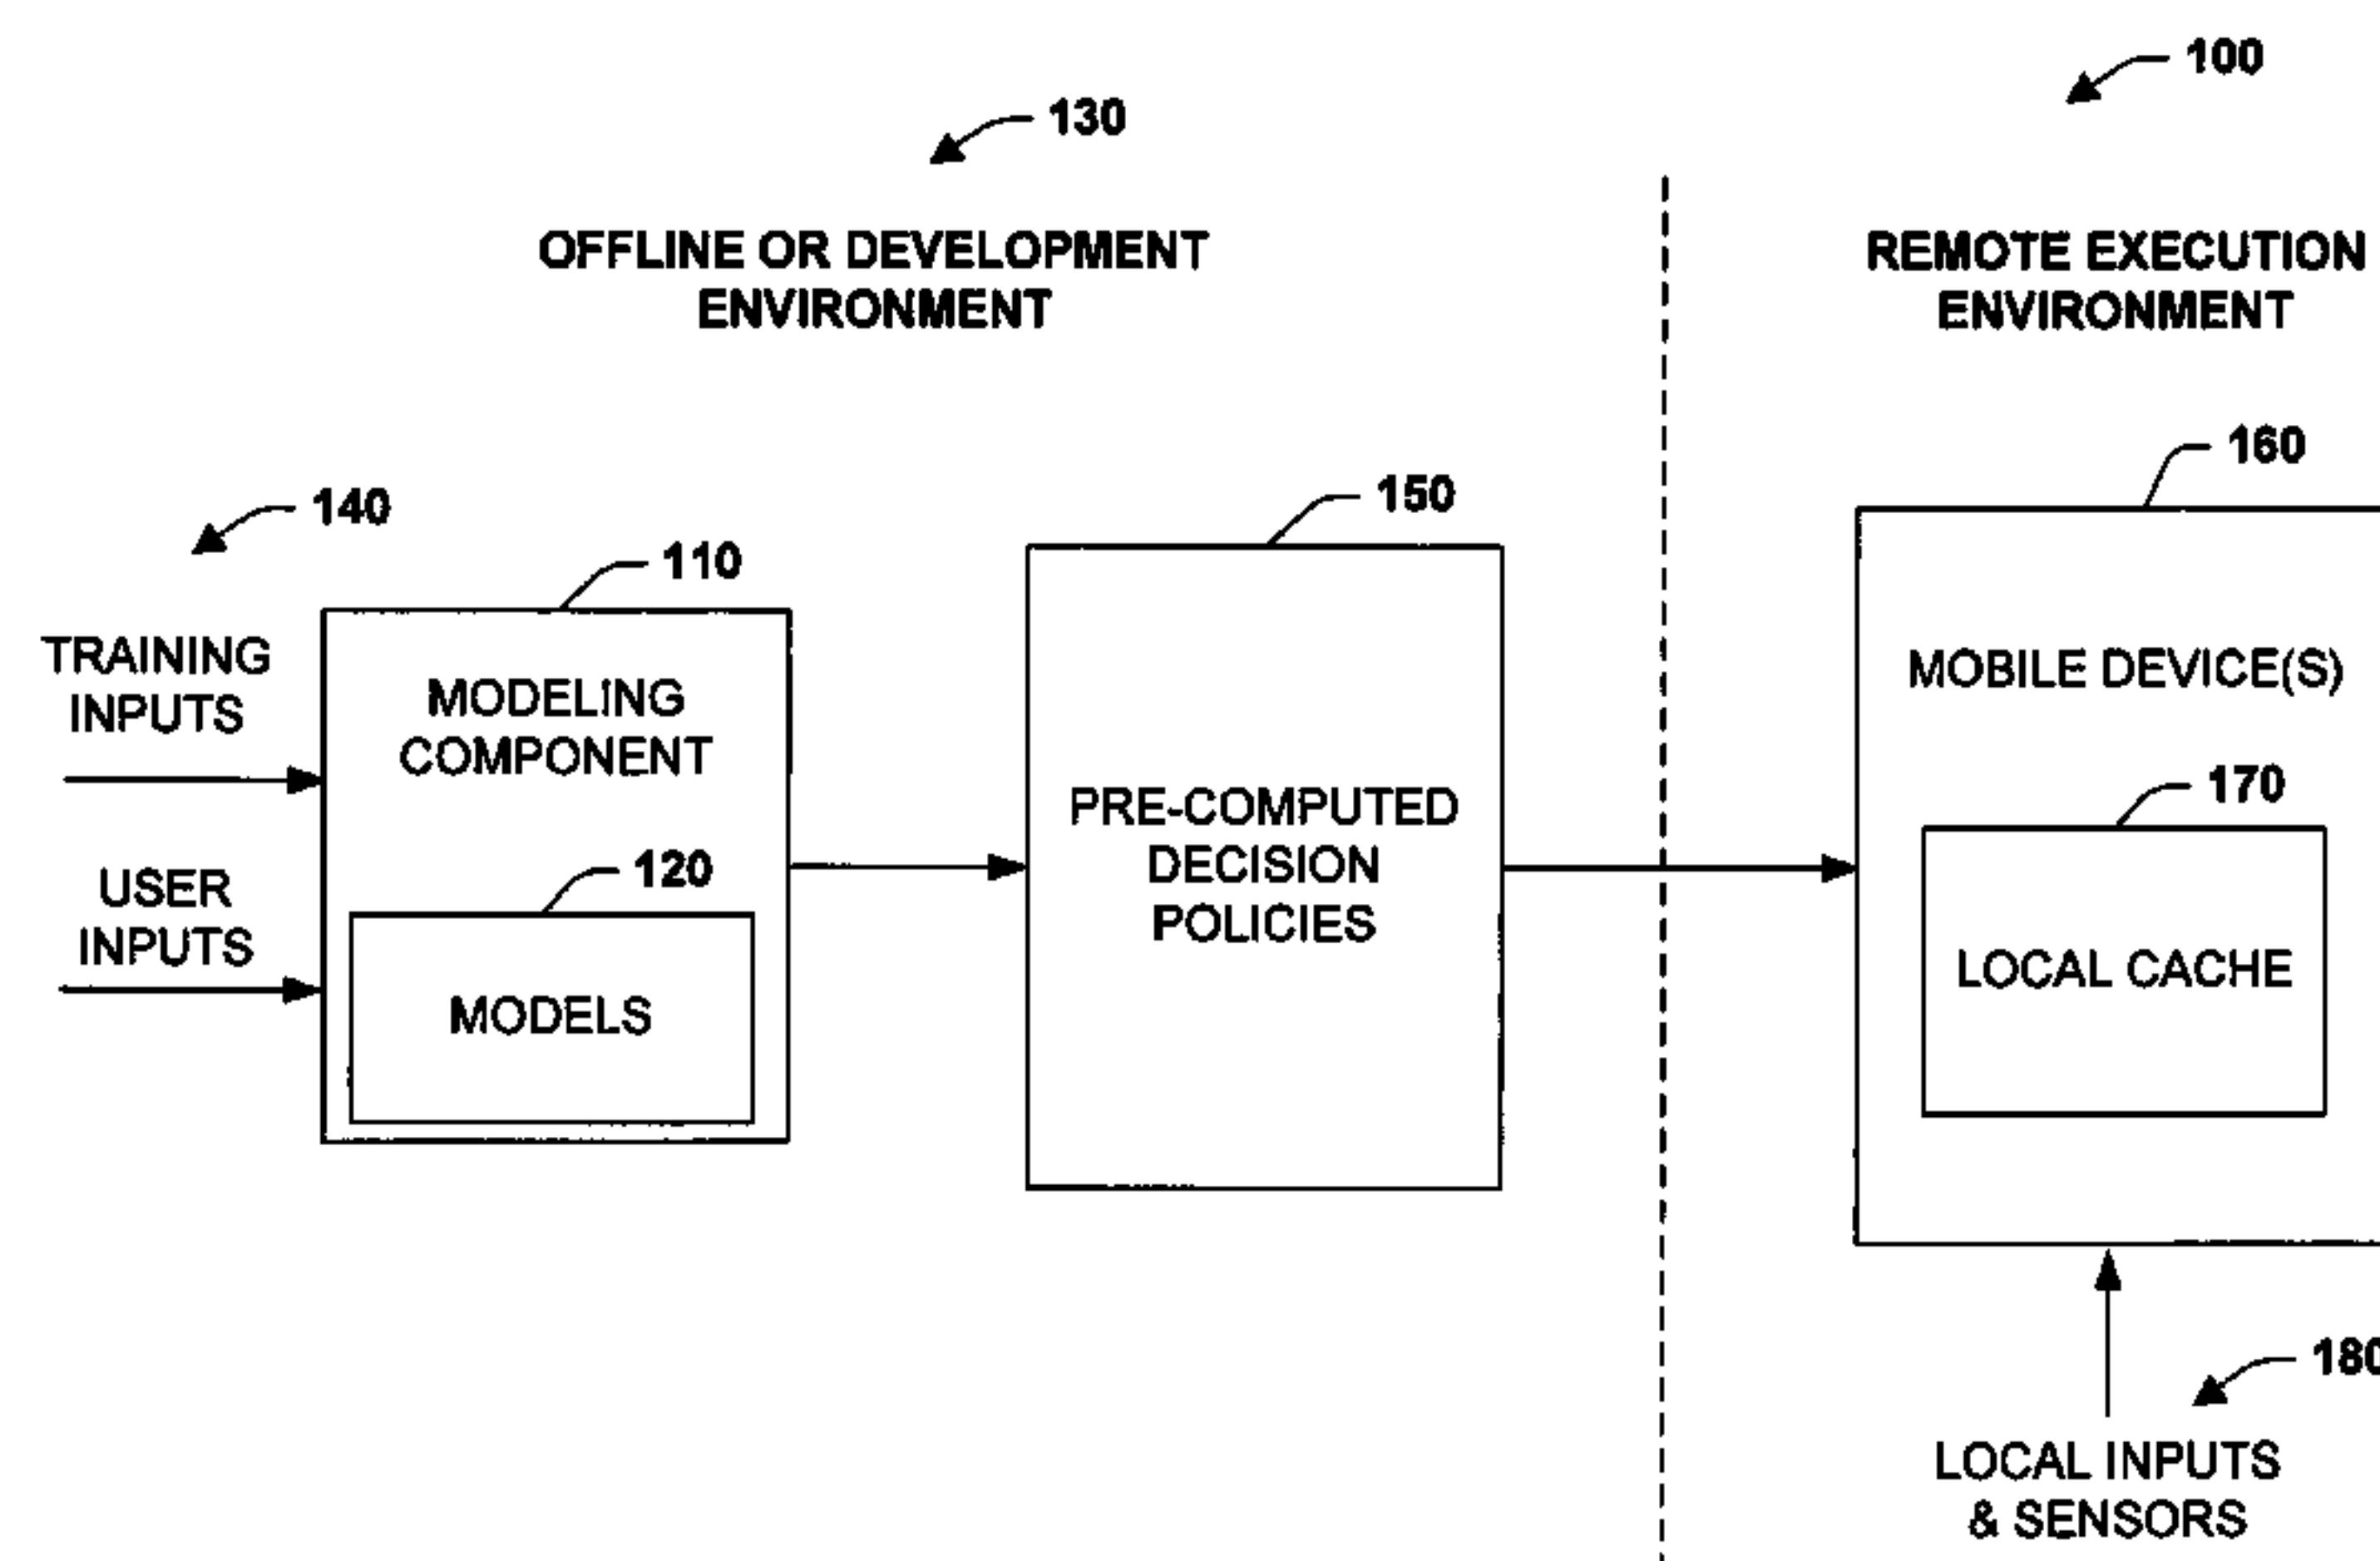 100
130
OFFLINE OR DEVELOPMENT
ENVIRONMENT
REMOTE EXECUTION
ENVIRONMENT
140
110
150
160
TRAINING
INPUTS
USER
INPUTS
MODELING
COMPONENT
120
MODELS
PRE-COMPUTED
DECISION
POLICIES
MOBILE DEVICE(S)
170
LOCAL CACHE
180
LOCAL INPUTS
& SENSORS